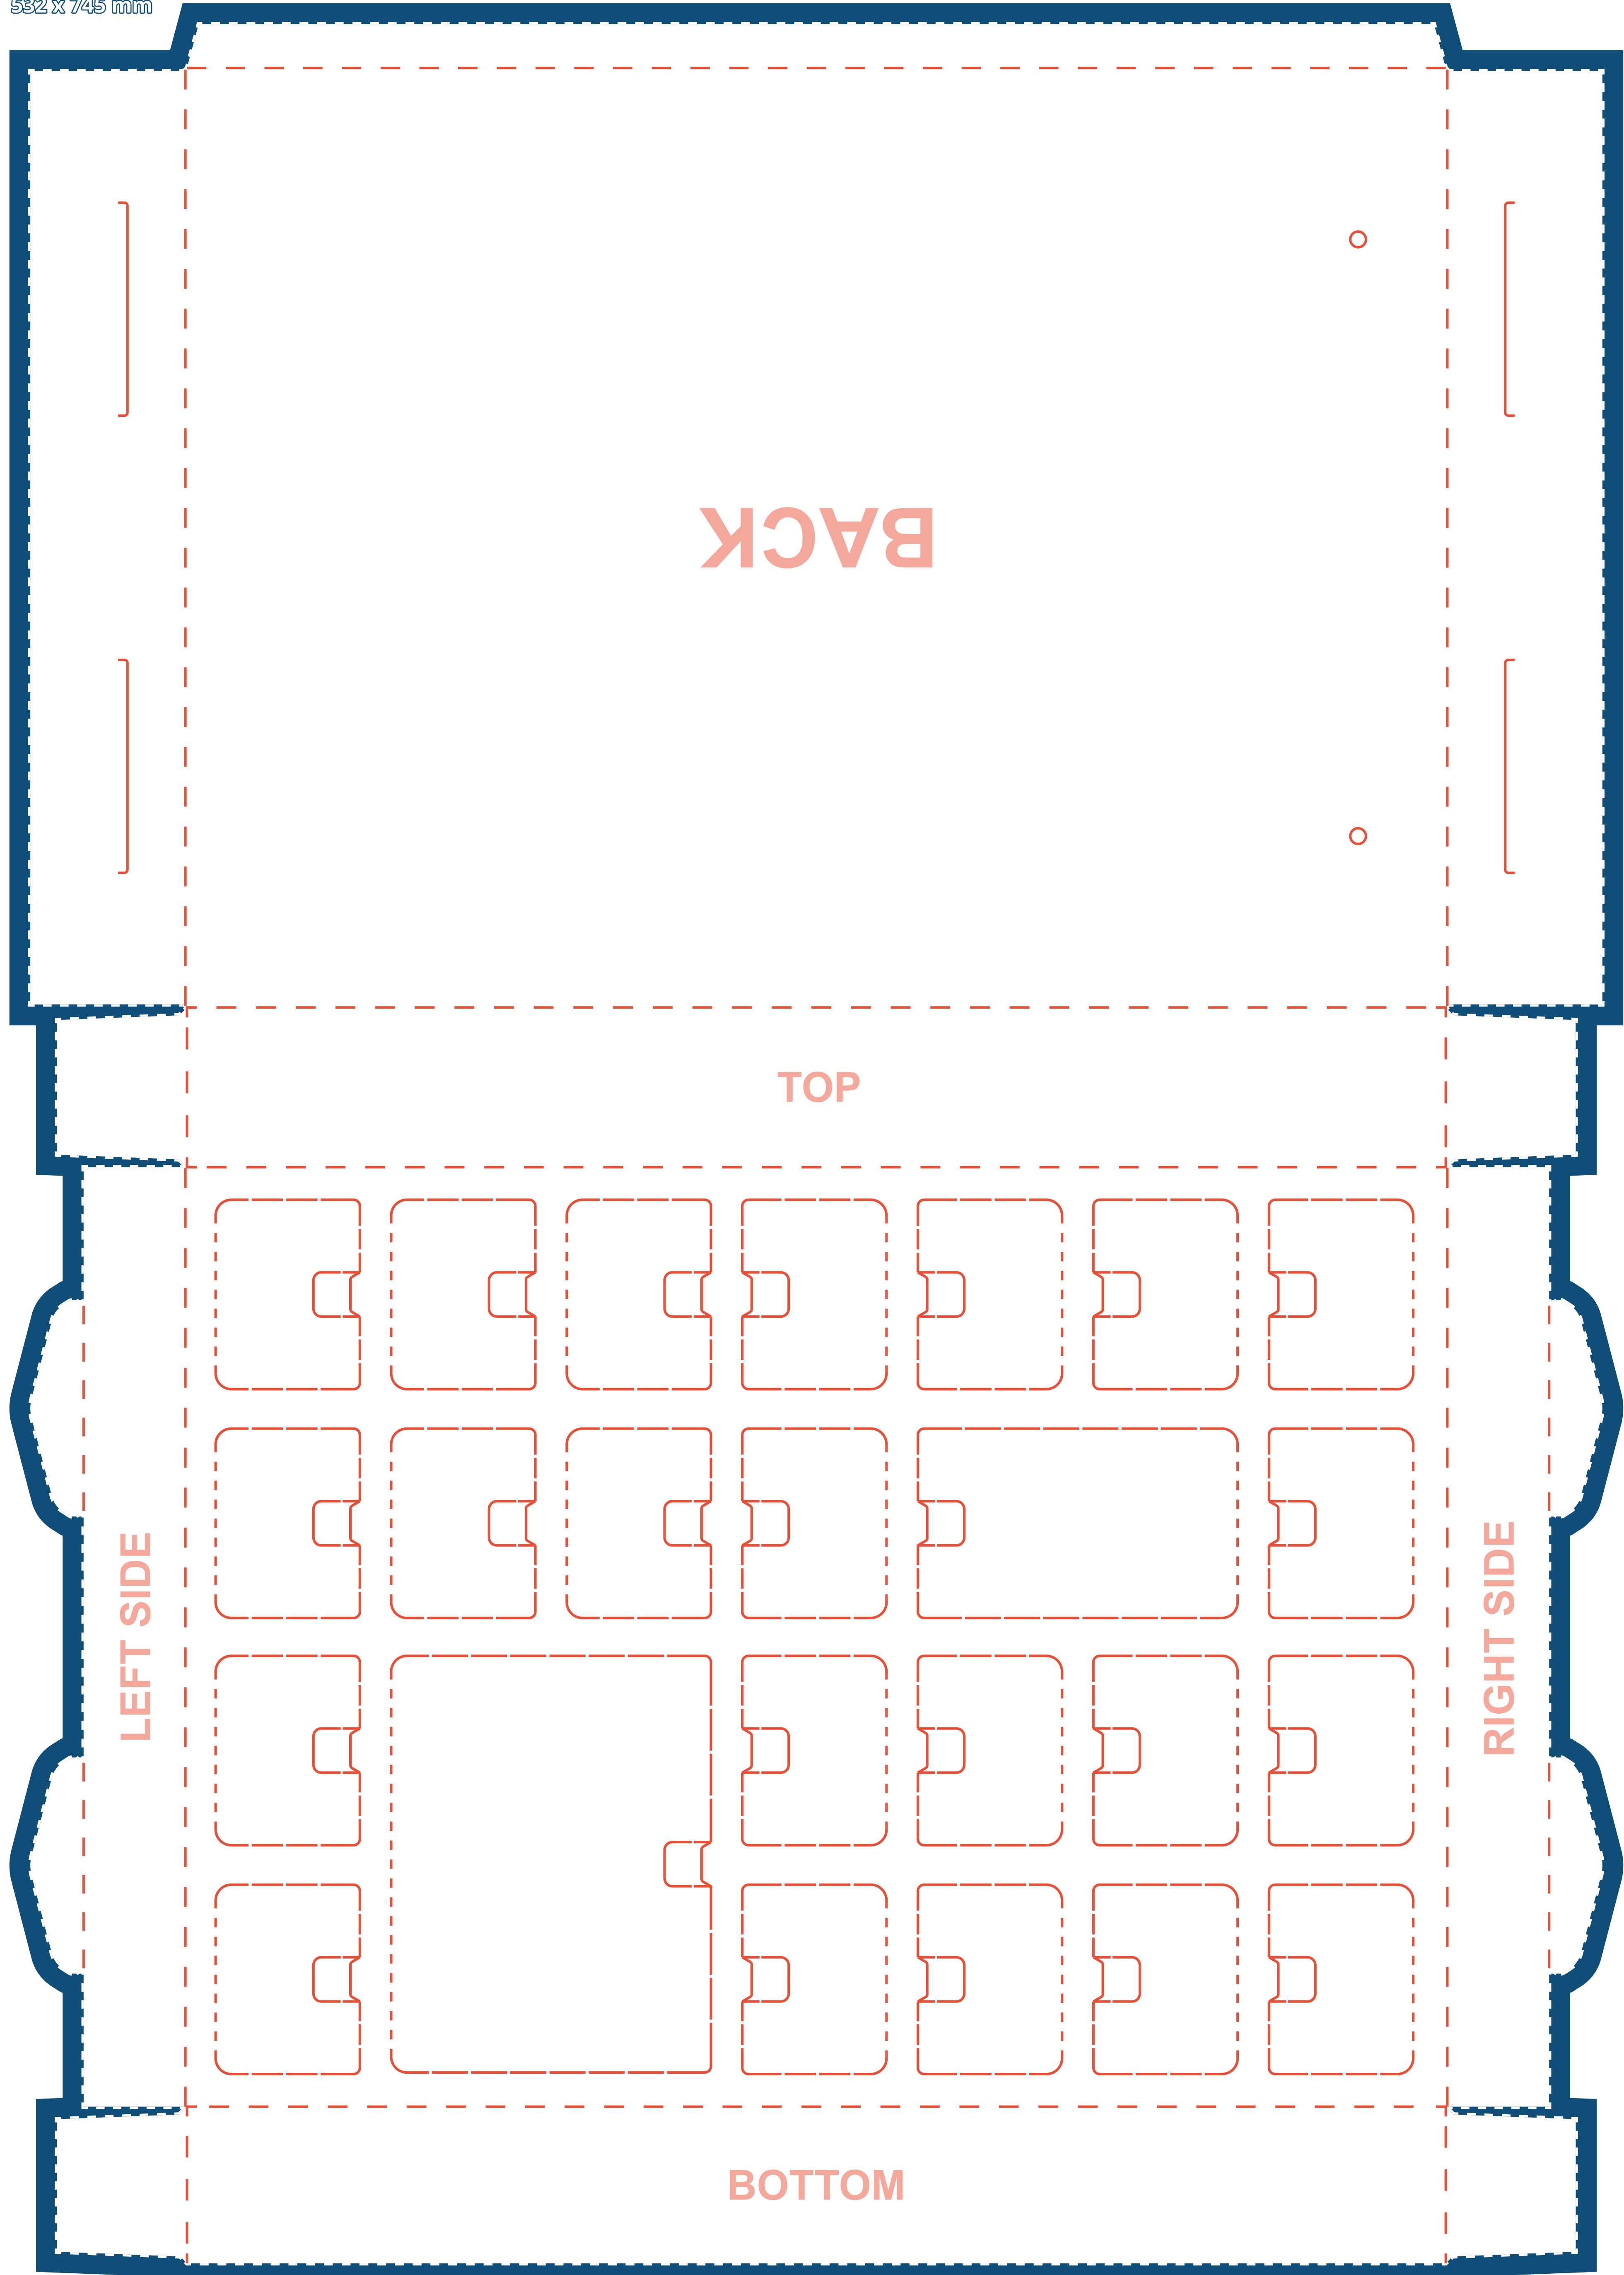 532 x 745 mm
BACK
TOP
LEFT SIDE
RIGHT SIDE
BOTTOM